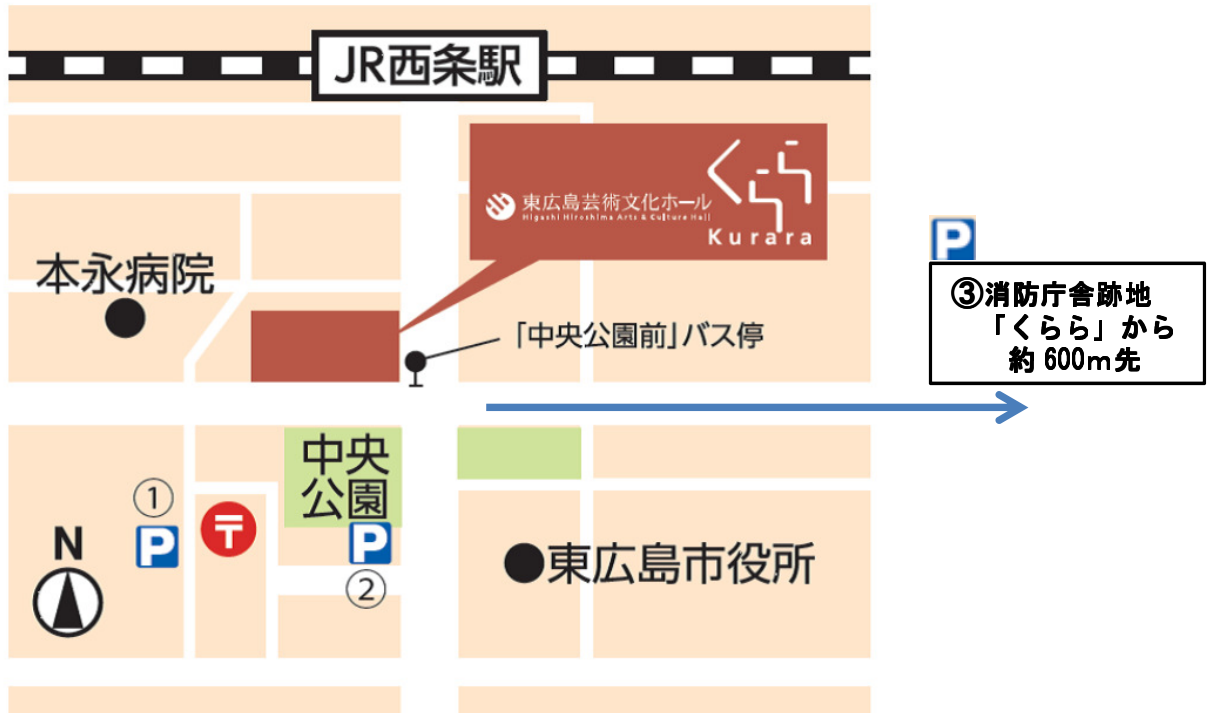 JR西条駅
くらら
東広島芸術文化ホール
Higashi Hiroshima Arts & Culture Hall
Kurara
本永病院
「中央公園前」バス停
P
③消防庁舎跡地
「くらら」から
約600m先
中央
公園
①
P
〒
P
②
N
東広島市役所